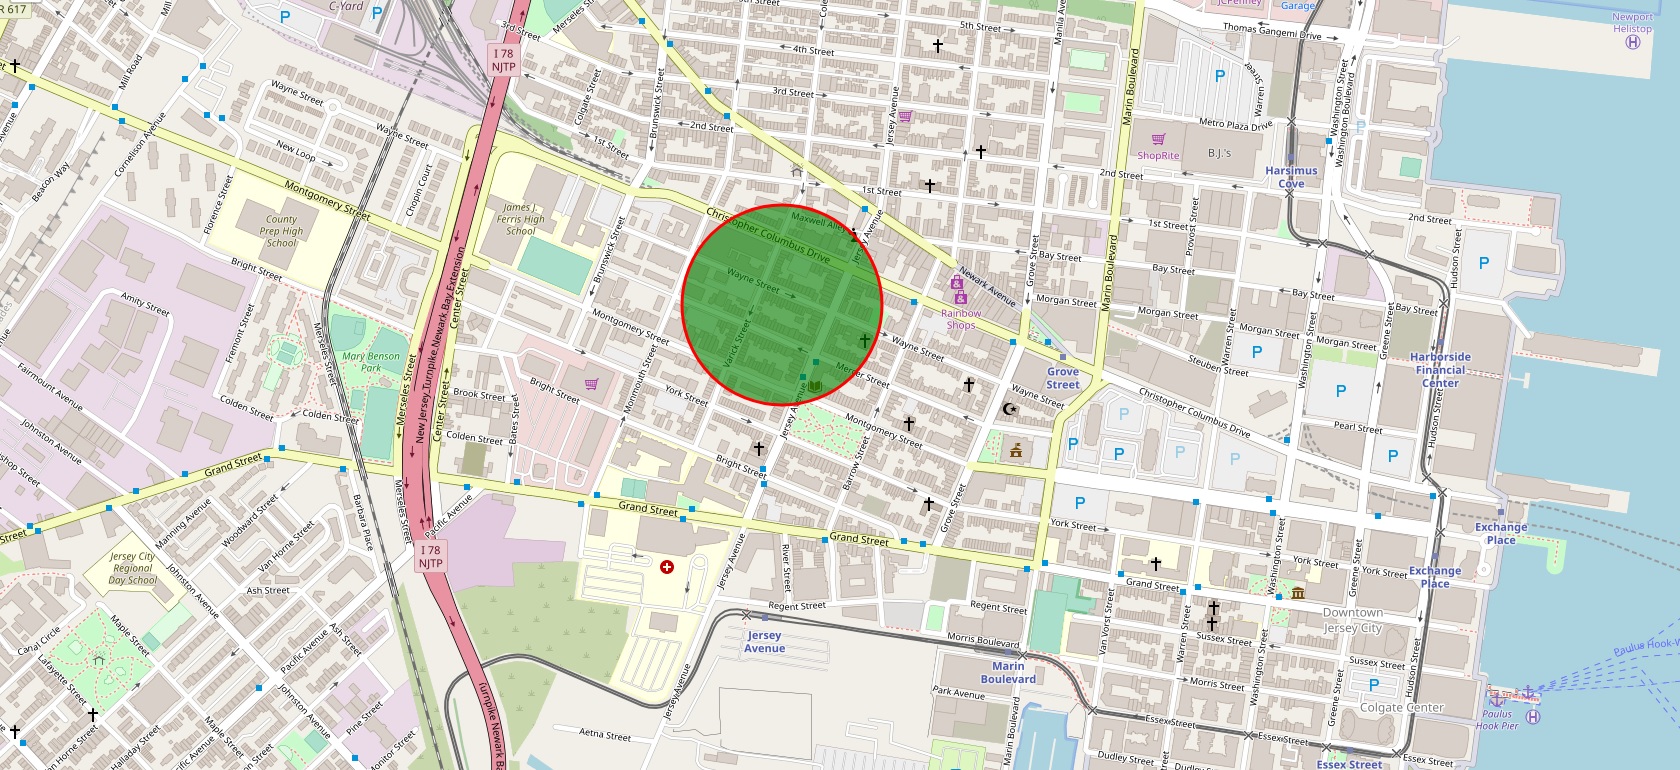 R 617
C-Yard
3rd Street
Merseles St
5th Street
4th Street
3rd Street
2nd Street
1st Street
Manila Ave
Marin Boulevard
JCPenney
Garage
Thomas Gangemi Drive
Newport
Helistop
Mill Road
I 78
NJTP
Colgate Street
Brunswick Street
Jersey Avenue
Warren Street
Washington Street
Washington Boulevard
Metro Plaza Drive
ShopRite
B.J.'s
Wayne Street
Wayne Street
New Loop
Cornelison Avenue
Beacon Way
Chopin Court
Florence Street
Montgomery Street
County
Prep High
School
James J.
Ferris High
School
Christopher Columbus Drive
Maxwell Alley
Jersey Avenue
1st Street
2nd Street
1st Street
2nd Street
Harsimus
Cove
Provost Street
Hudson Street
Bright Street
Amity Street
Brunswick Street
Wayne Street
Varick Street
Newark Avenue
Grove Street
Bay Street
Bay Street
Bay Street
Bay Street
Morgan Street
Morgan Street
Morgan Street
Morgan Street
Rainbow
Shops
Marin Boulevard
Warren Street
Washington Street
Greene Street
Steuben Street
Harborside
Financial
Center
Fremont Street
Merseles Street
Mary Benson
Park
Merseles Street
New Jersey Turnpike Newark Bay Extension
Center Street
Center Street
Montgomery Street
Monmouth Street
York Street
Wayne Street
Mercer Street
Wayne Street
Grove
Street
Christopher Columbus Drive
Pearl Street
Hudson Street
Fairmount Avenue
Colden Street
Colden Street
Johnston Avenue
Brook Street
Bright Street
Colden Street
Bates Street
Jersey Avenue
Montgomery Street
Barrow Street
Bright Street
Grand Street
Grand Street
Grand Street
Grove Street
York Street
York Street
York Street
Exchange
Place
Exchange
Place
Manning Avenue
Woodward Street
Van Horne Street
Barbara Place
Merseles Street
Pacific Avenue
I 78
NJTP
Jersey City
Regional
Day School
Johnston Avenue
Ash Street
Ash Street
Maple Street
Canal Circle
Lafayette Street
Pacific Avenue
Johnston Avenue
Pine Street
Maple Street
Halladay Street
Pacific Avenue
Monitor Street
Jersey Avenue
River Street
Regent Street
Regent Street
Jersey
Avenue
Morris Boulevard
Marin
Boulevard
Park Avenue
Marin Boulevard
Jersey Avenue
Aetna Street
Grand Street
Van Vorst Street
Warren Street
Washington Street
Greene Street
Downtown
Jersey City
Sussex Street
Sussex Street
Morris Street
Washington Street
Greene Street
Hudson Street
Colgate Center
Paulus
Hook Pier
Essex Street
Essex Street
Essex Street
Essex Street
Dudley Street